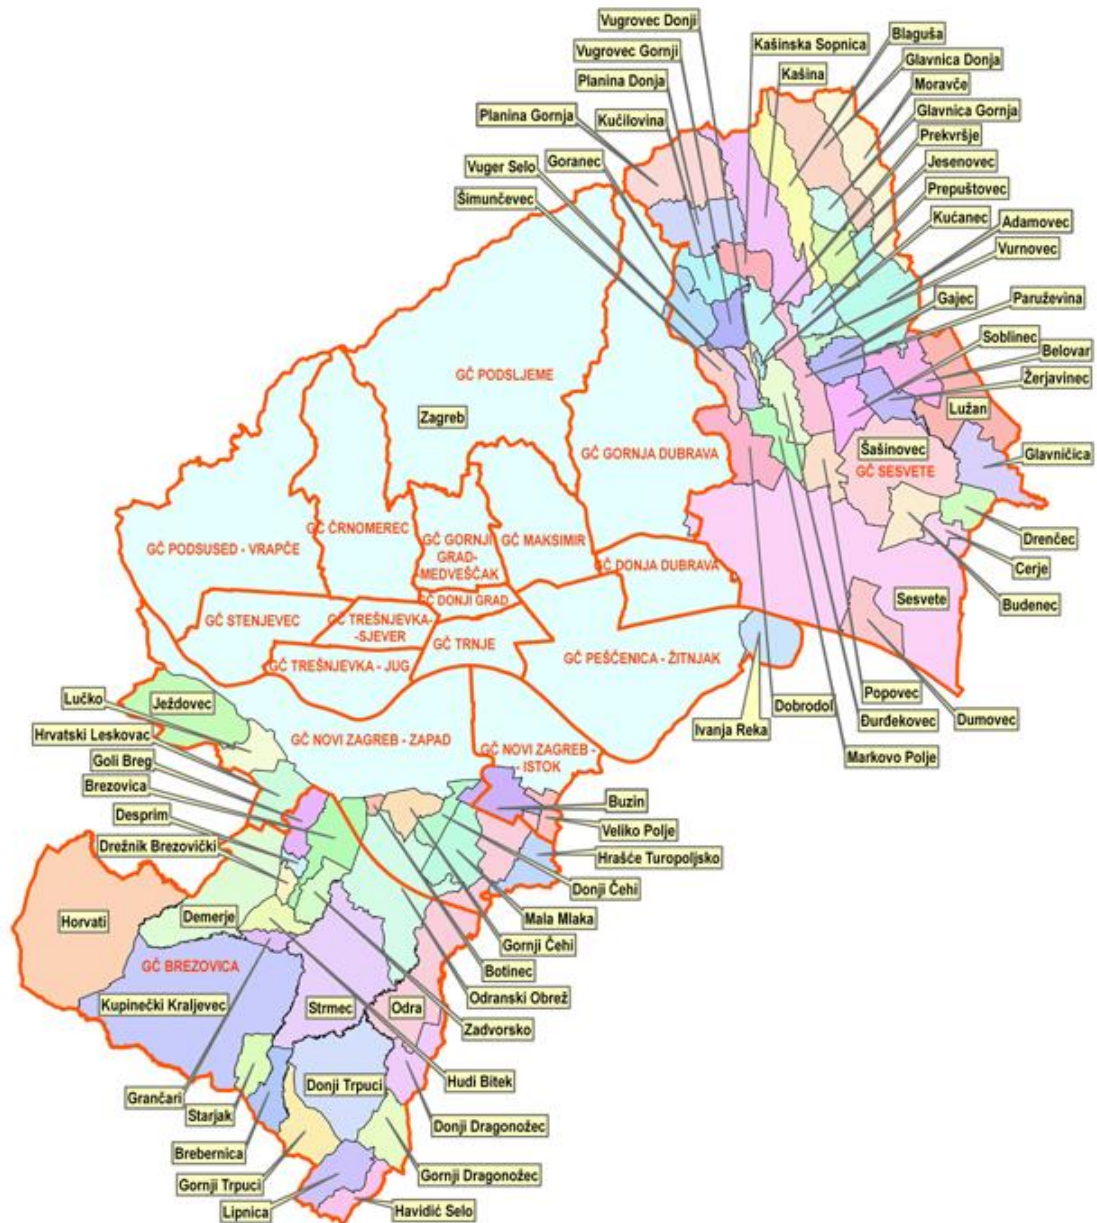 Vugrovec Donji
Vugrovec Gornji
Planina Donja
Planina Gornja
Kučilovina
Goranec
Vuger Selo
Šimunčevec
Kašinska Sopnica
Kašina
Blaguša
Glavnica Donja
Moravče
Glavnica Gornja
Prekvršje
Jesenovec
Prepuštovec
Kućanec
Adamovec
Vurnovec
Gajec
Paruževina
Soblinec
Belovar
Žerjavinec
Lužan
Šašinovec
GČ SESVETE
Glavničica
Drenčec
Cerje
Budenec
Sesvete
GČ PODSLJEME
Zagreb
GČ GORNJA DUBRAVA
GČ ČRNOMEREC
GČ PODSUSED - VRAPČE
GČ GORNJI
GRAD-
-MEDVEŠČAK
GČ MAKSIMIR
GČ DONJA DUBRAVA
GČ DONJI GRAD
GČ STENJEVEC
GČ TREŠNJEVKA-
-SJEVER
GČ TRNJE
GČ TREŠNJEVKA - JUG
GČ PEŠČENICA - ŽITNJAK
Popovec
Dumovec
Đurđekovec
Dobrodol
Markovo Polje
Ivanja Reka
Lučko
Ježdovec
Hrvatski Leskovac
Goli Breg
Brezovica
Desprim
Drežnik Brezovički
GČ NOVI ZAGREB - ZAPAD
GČ NOVI ZAGREB -
- ISTOK
Buzin
Veliko Polje
Hrašće Turopoljsko
Donji Čehi
Mala Mlaka
Gornji Čehi
Botinec
Odranski Obrež
Zadvorsko
Horvati
Demerje
GČ BREZOVICA
Kupinečki Kraljevec
Strmec
Odra
Hudi Bitek
Donji Trpuci
Grančari
Starjak
Brebernica
Gornji Trpuci
Lipnica
Donji Dragonožec
Gornji Dragonožec
Havidić Selo